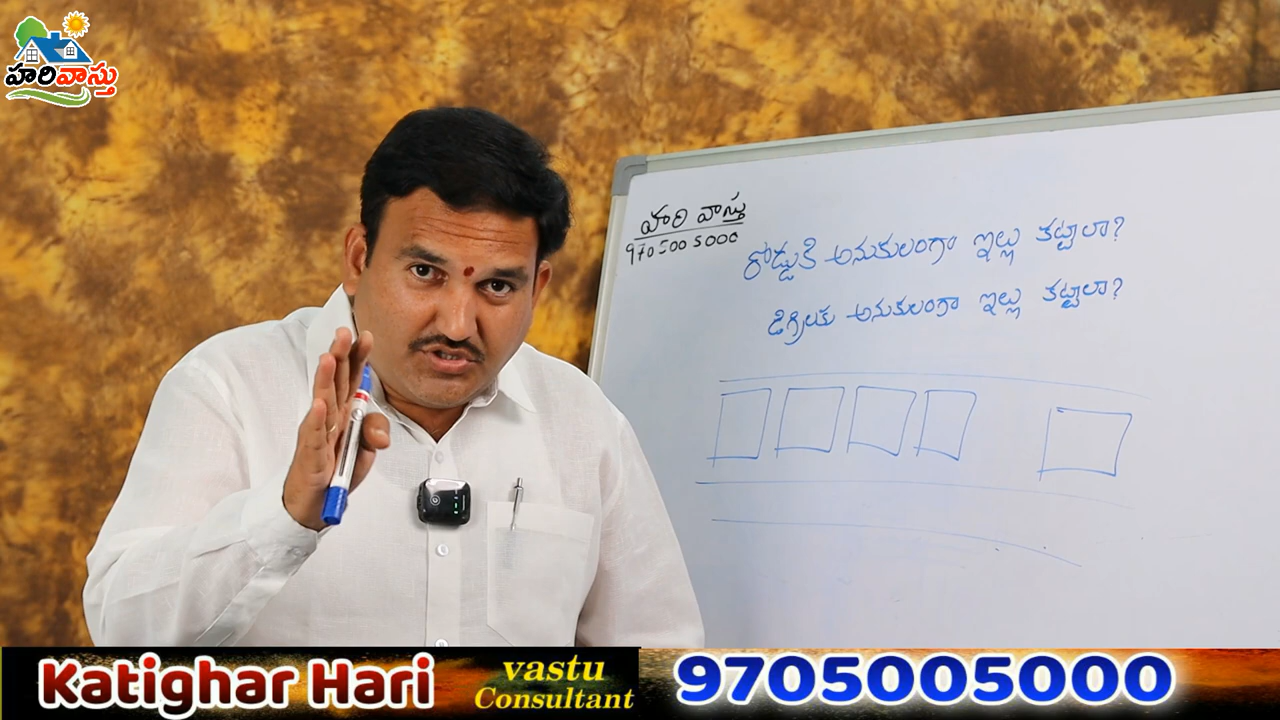 హరివాస్తు
హరి వాస్తు
9705005000
రోడ్డుకి అనుకులంగా ఇల్లు కట్టాలా?
డిగ్రీలకు అనుకులంగా ఇల్లు కట్టాలా?
Katighar Hari
vastu
Consultant
9705005000